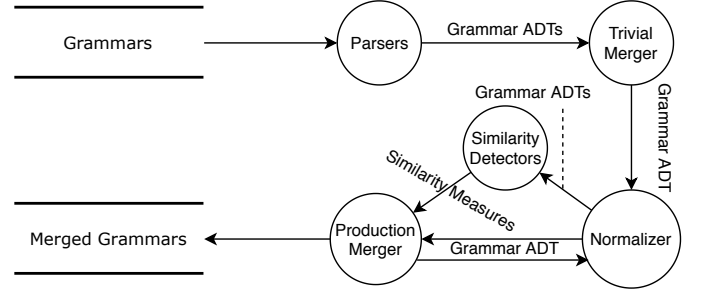 Grammars
Parsers
Grammar ADTs
Trivial
Merger
Grammar ADTs
Grammar ADT
Similarity
Detectors
Similarity Measures
Merged Grammars
Production
Merger
Grammar ADT
Normalizer